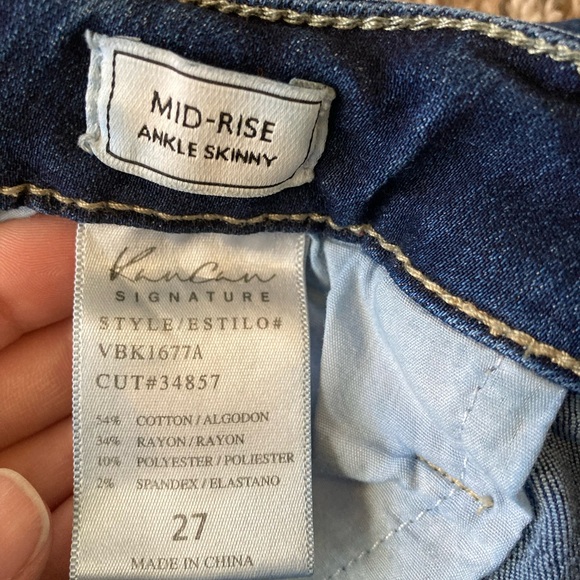 MID-RISE
ANKLE SKINNY
KanCan
SIGNATURE
STYLE/ESTILO#
VBK1677A
CUT#34857
54% COTTON/ALGODON
34% RAYON/RAYON
10% POLYESTER/POLIESTER
2% SPANDEX/ELASTANO
27
MADE IN CHINA